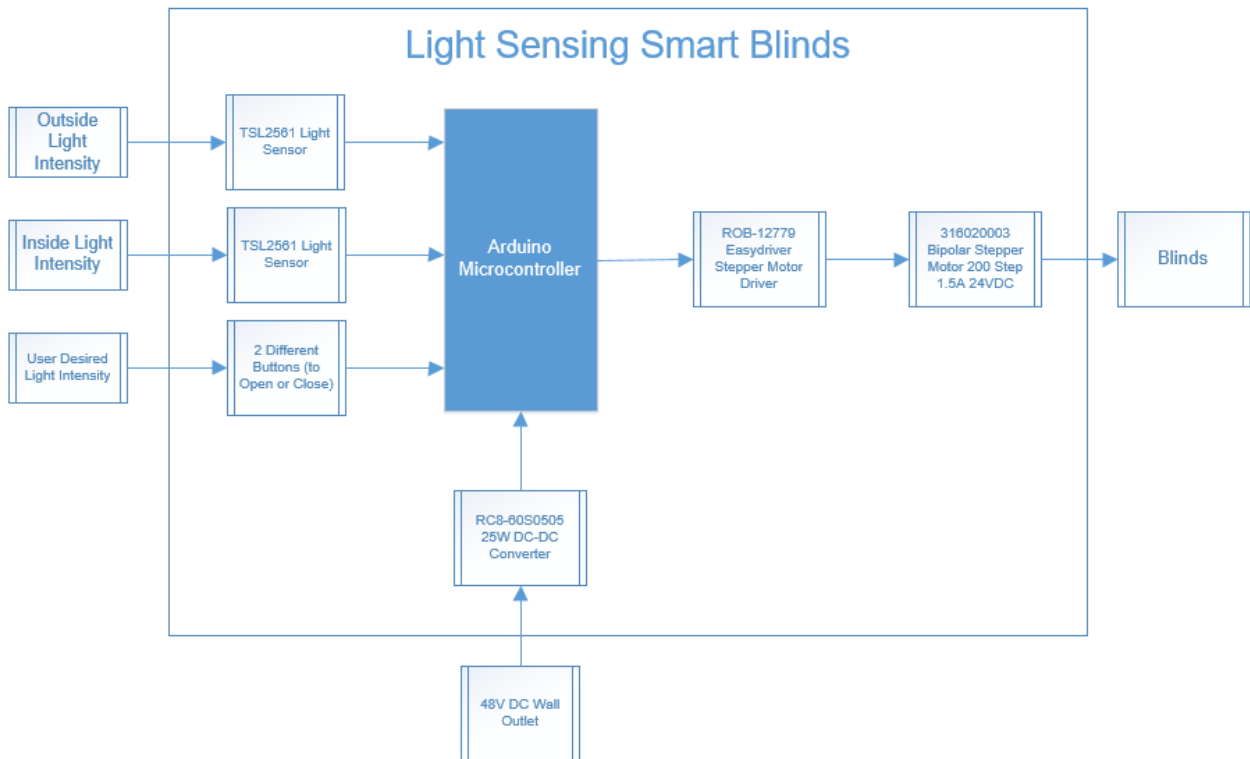 Light Sensing Smart Blinds
Outside
Light
Intensity
TSL2561 Light
Sensor
Inside Light
Intensity
TSL2561 Light
Sensor
User Desired
Light Intensity
2 Different
Buttons (to
Open or Close)
Arduino
Microcontroller
ROB-12779
Easydriver
Stepper Motor
Driver
316020003
Bipolar Stepper
Motor 200 Step
1.5A 24VDC
Blinds
RC8-60S0505
25W DC-DC
Converter
48V DC Wall
Outlet